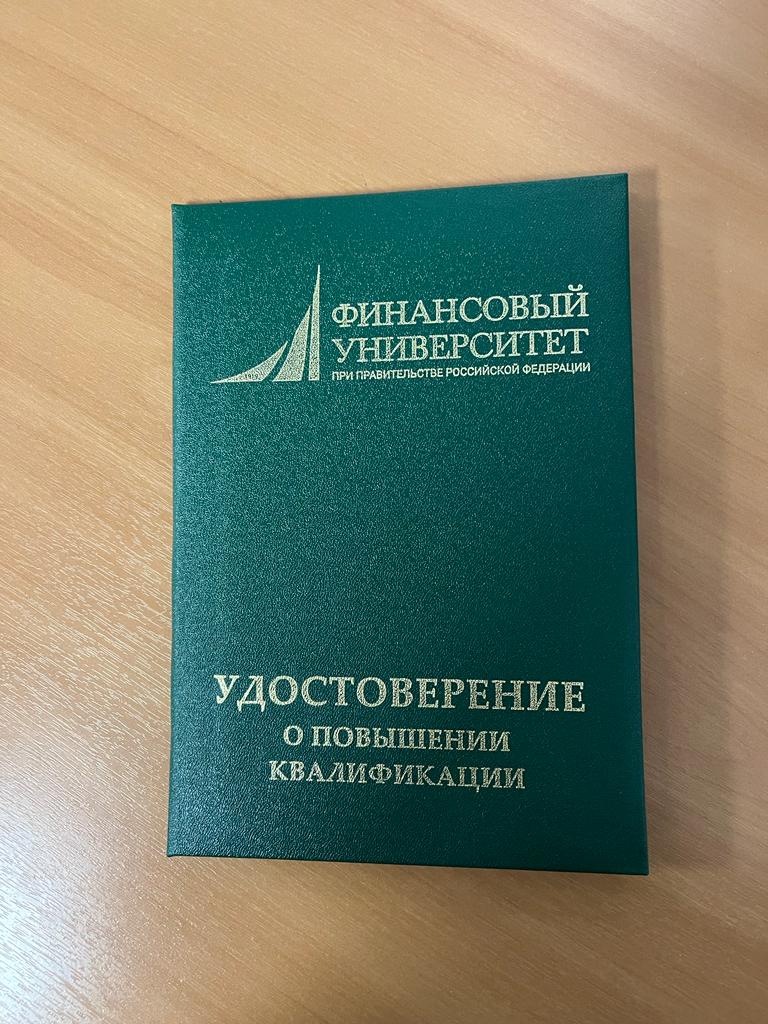 ФИНАНСОВЫЙ
УНИВЕРСИТЕТ
ПРИ ПРАВИТЕЛЬСТВЕ РОССИЙСКОЙ ФЕДЕРАЦИИ
УДОСТОВЕРЕНИЕ
О ПОВЫШЕНИИ
КВАЛИФИКАЦИИ